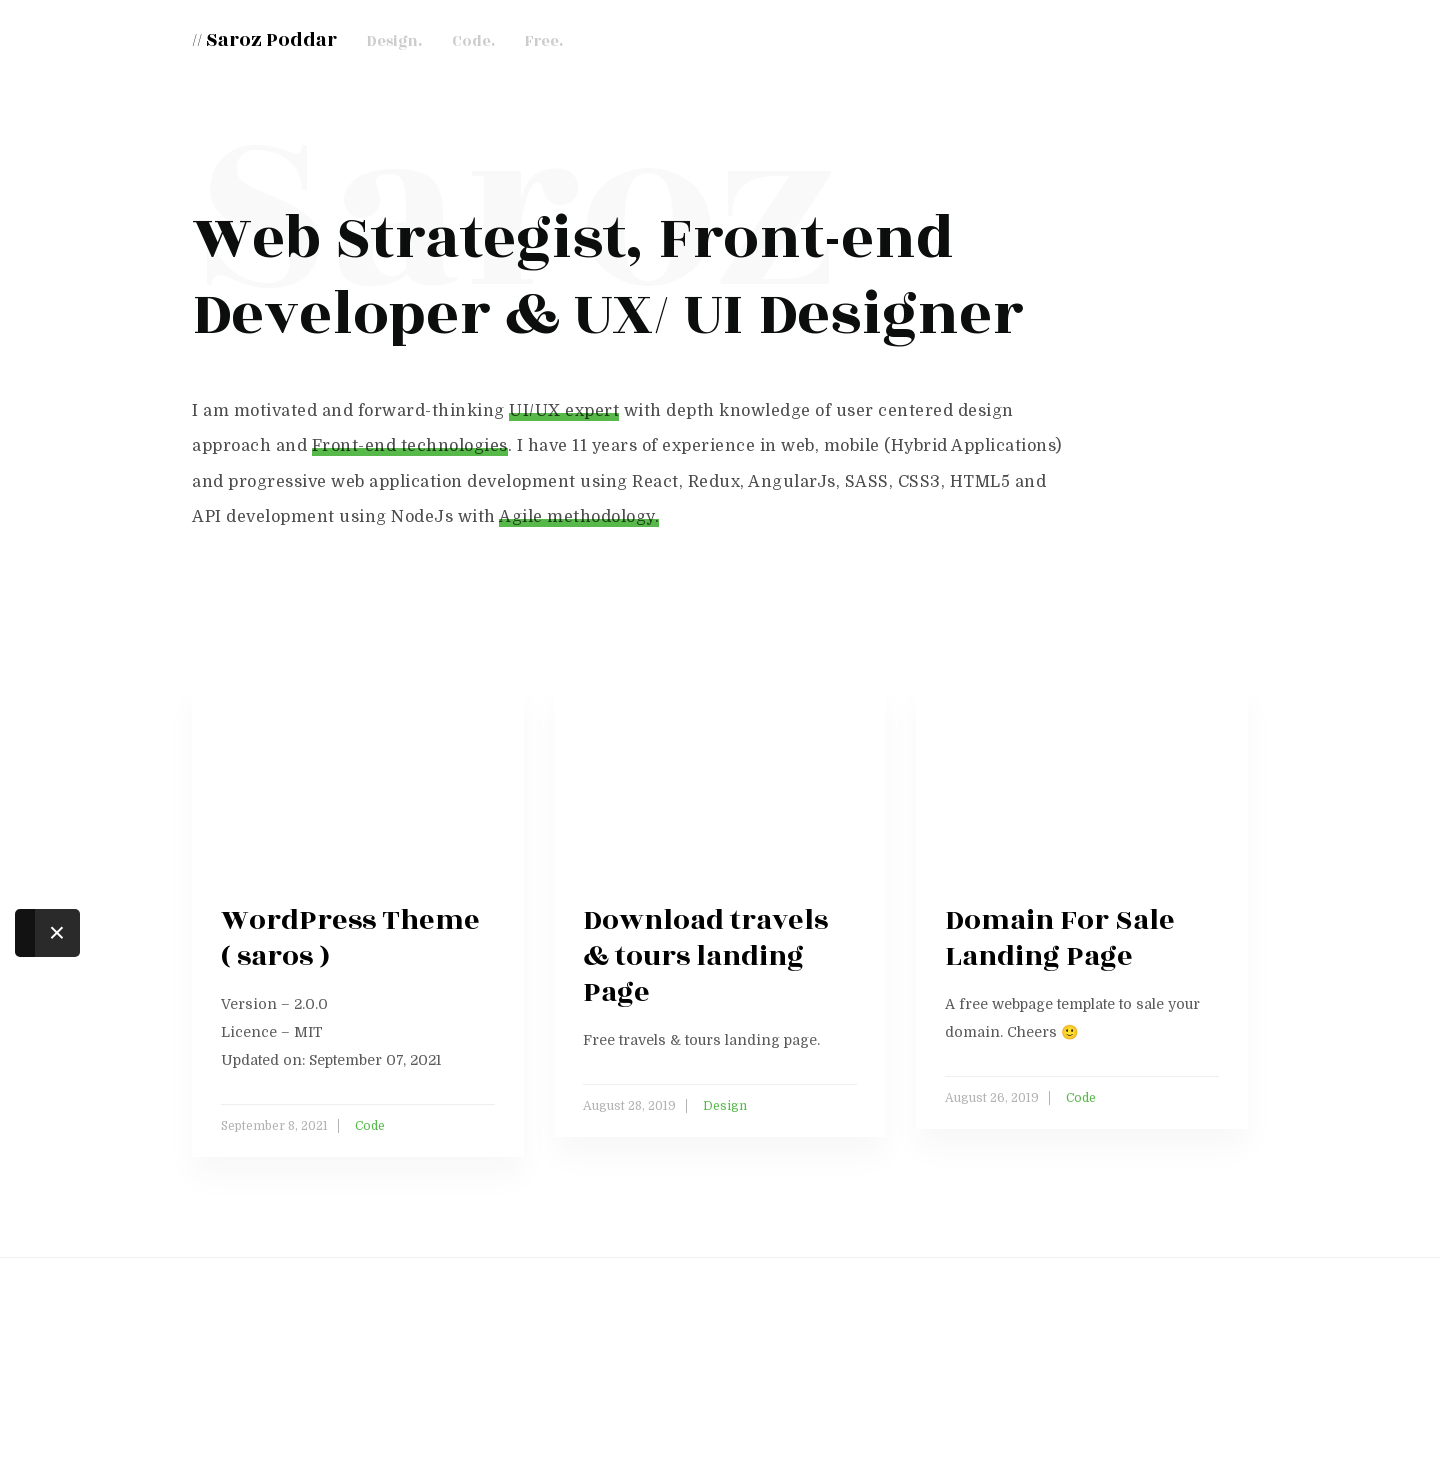 // Saroz Poddar Design. Code. Free.
Saroz
Web Strategist, Front-end
Developer & UX/ UI Designer
I am motivated and forward-thinking UI/UX expert with depth knowledge of user centered design
approach and Front-end technologies. I have 11 years of experience in web, mobile (Hybrid Applications)
and progressive web application development using React, Redux, AngularJs, SASS, CSS3, HTML5 and
API development using NodeJs with Agile methodology.
WordPress Theme
( saros )
Version – 2.0.0
Licence – MIT
Updated on: September 07, 2021
September 8, 2021 | Code
Download travels
& tours landing
Page
Free travels & tours landing page.
August 28, 2019 | Design
Domain For Sale
Landing Page
A free webpage template to sale your
domain. Cheers 🙂
August 26, 2019 | Code